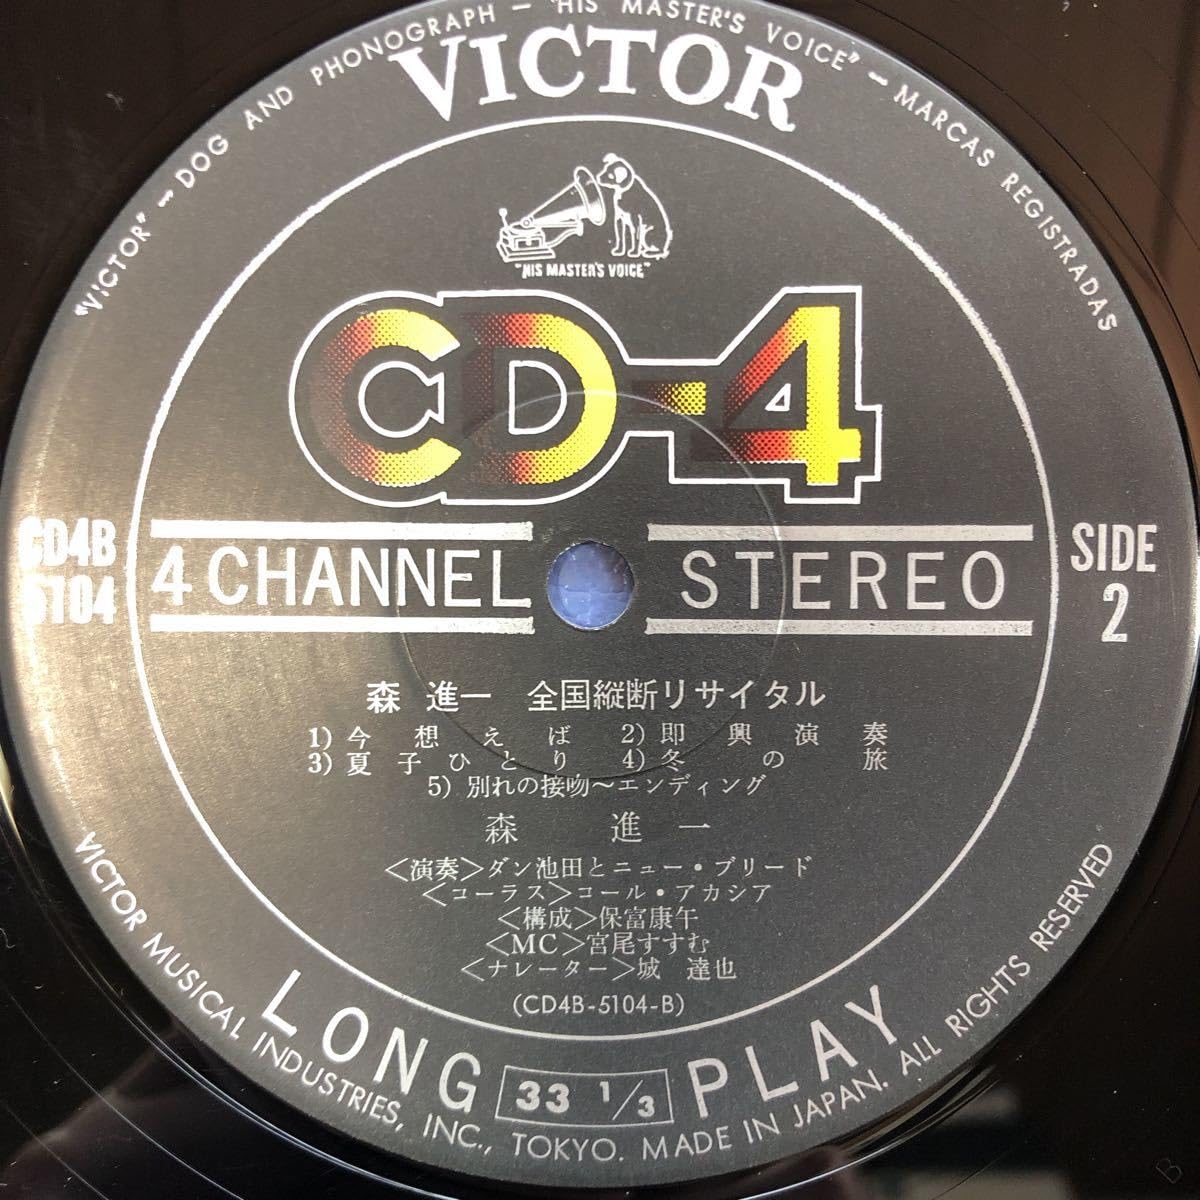 "VICTOR" — DOG AND PHONOGRAPH — "HIS MASTER'S VOICE" — MARCAS REGISTRADAS
VICTOR
"HIS MASTER'S VOICE"
CD-4
CD4B
5104
4 CHANNEL STEREO
SIDE
2
森 進一 全国縦断リサイタル
1) 今想えば 2) 即興演奏
3) 夏子ひとり 4) 冬の旅
5) 別れの接吻～エンディング
森 進一
<演奏>ダン池田とニュー・ブリード
<コーラス>コール・アカシア
<構成>保富康午
<MC>宮尾すすむ
<ナレーター>城 達也
(CD4B-5104-B)
LONG 33 1/3 PLAY
VICTOR MUSICAL INDUSTRIES, INC., TOKYO. MADE IN JAPAN. ALL RIGHTS RESERVED
B